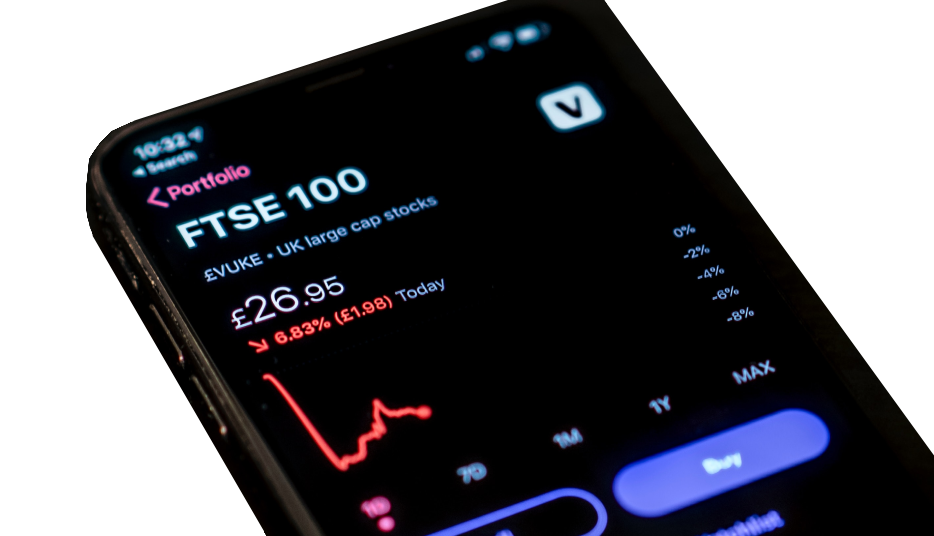 10:32
Search
Portfolio
V
FTSE 100
£VUKE • UK large cap stocks
£26.95
6.83% (£1.98) Today
0%
-2%
-4%
-6%
-8%
1D 7D 1M 1Y MAX
Buy